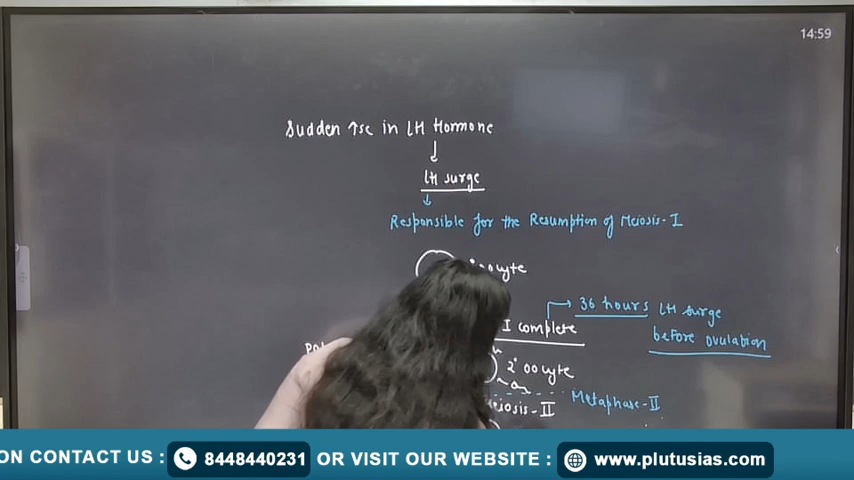 14:59
Sudden ↑se in LH Hormone
↓
LH surge
↓
Responsible for the Resumption of Meiosis-I
oocyte
I complete → 36 hours LH surge
before ovulation
2° oocyte
Meiosis-II Metaphase-II
ON CONTACT US : 8448440231 OR VISIT OUR WEBSITE : www.plutusias.com